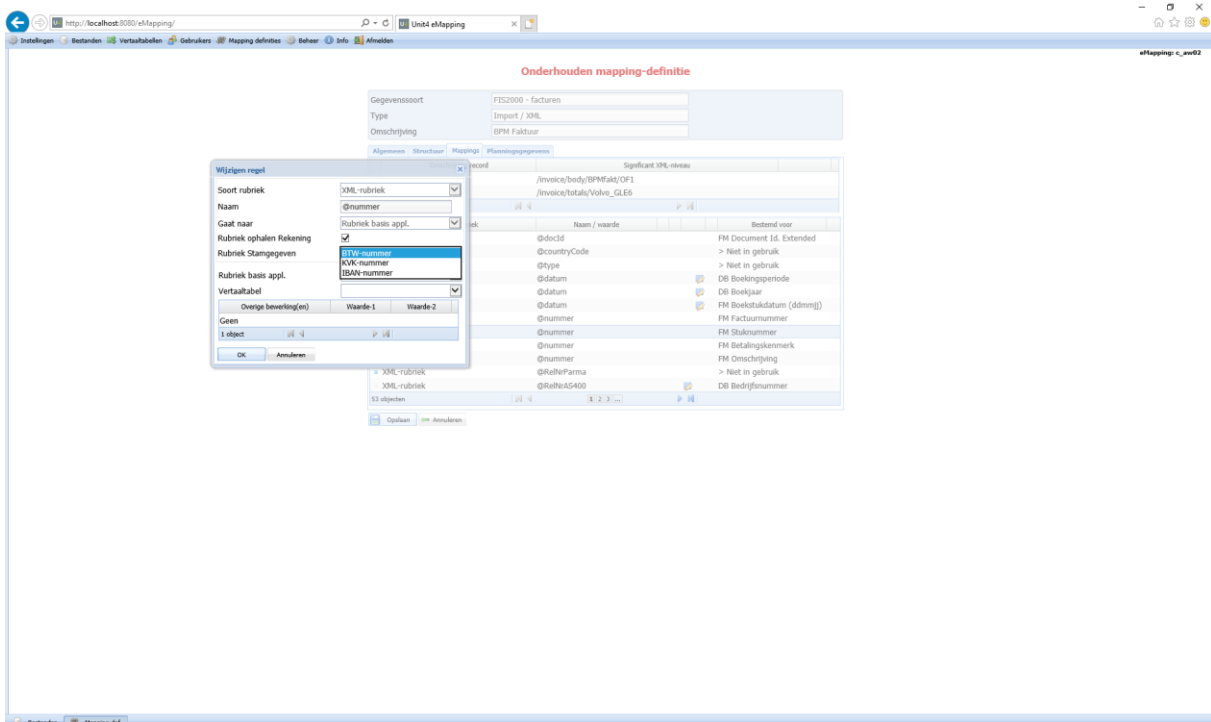 http://localhost:8080/eMapping/
Unit4 eMapping
Instellingen Bestanden Vertaaltabellen Gebruikers Mapping definities Beheer Info Afmelden
eMapping: c_aw02
Onderhouden mapping-definitie
Gegevenssoort FIS2000 - facturen
Type Import / XML
Omschrijving BPM Faktuur
Algemeen Structuur Mappings Planningsgegevens
record Significant XML-niveau
/invoice/body/BPMfakt/OF1
/invoice/totals/Volvo_GLE6
Wijzigen regel
Soort rubriek XML-rubriek
Naam @nummer
Gaat naar Rubriek basis appl.
Rubriek ophalen Rekening
Rubriek Stamgegeven BTW-nummer
KVK-nummer
IBAN-nummer
Rubriek basis appl.
Vertaaltabel
Overige bewerking(en) Waarde-1 Waarde-2
Geen
1 object
OK Annuleren
Naam / waarde Bestemd voor
@docId FM Document Id. Extended
@countryCode > Niet in gebruik
@type > Niet in gebruik
@datum DB Boekingsperiode
@datum DB Boekjaar
@datum FM Boekstukdatum (ddmmjj)
@nummer FM Factuurnummer
@nummer FM Stuknummer
@nummer FM Betalingskenmerk
@nummer FM Omschrijving
XML-rubriek @RelNrParma > Niet in gebruik
XML-rubriek @RelNrAS400 DB Bedrijfsnummer
53 objecten 1 2 3 ...
Opslaan Annuleren